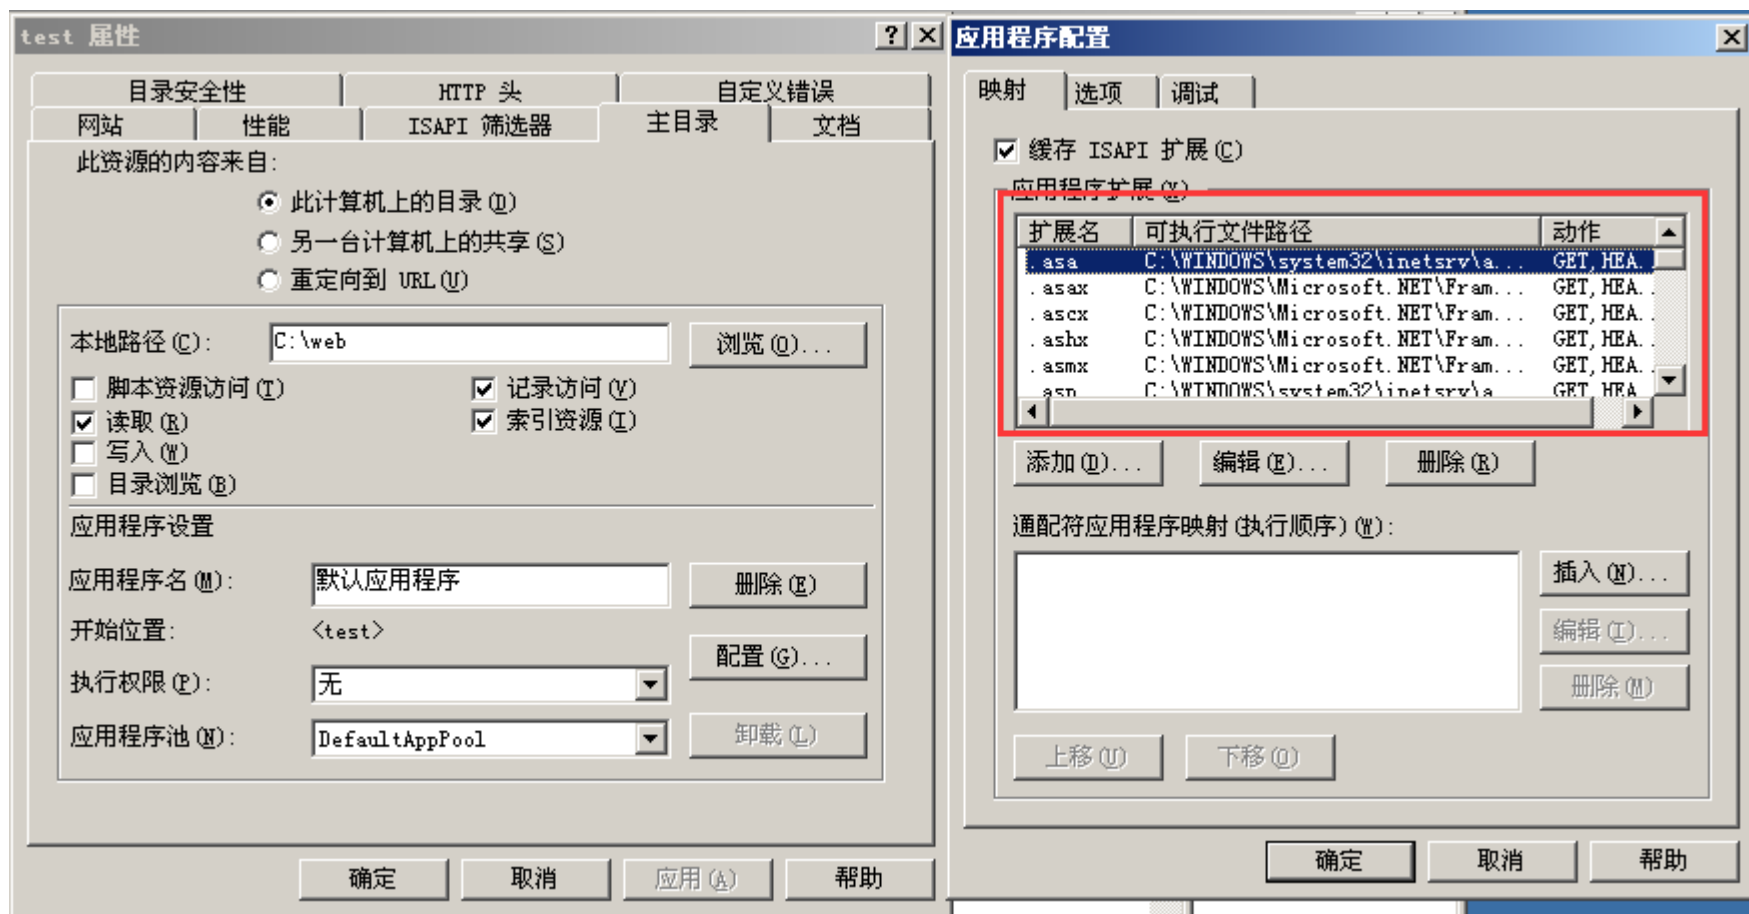 test 属性
目录安全性 HTTP 头 自定义错误
网站 性能 ISAPI 筛选器 主目录 文档
此资源的内容来自:
此计算机上的目录(D)
另一台计算机上的共享(S)
重定向到 URL(U)
本地路径(C): C:\web 浏览(O)...
脚本资源访问(T) 记录访问(V)
读取(R) 索引资源(I)
写入(W)
目录浏览(B)
应用程序设置
应用程序名(M): 默认应用程序 删除(E)
开始位置: <test>
配置(G)...
执行权限(P): 无
应用程序池(N): DefaultAppPool 卸载(L)
确定 取消 应用(A) 帮助
应用程序配置
映射 选项 调试
缓存 ISAPI 扩展(C)
应用程序扩展(X)
扩展名 可执行文件路径 动作
.asa C:\WINDOWS\system32\inetsrv\a... GET,HEA..
.asax C:\WINDOWS\Microsoft.NET\Fram... GET,HEA..
.ascx C:\WINDOWS\Microsoft.NET\Fram... GET,HEA..
.ashx C:\WINDOWS\Microsoft.NET\Fram... GET,HEA..
.asmx C:\WINDOWS\Microsoft.NET\Fram... GET,HEA..
.asp C:\WINDOWS\system32\inetsrv\a... GET,HEA..
添加(D)... 编辑(E)... 删除(R)
通配符应用程序映射(执行顺序)(W):
插入(N)...
编辑(I)...
删除(M)
上移(U) 下移(O)
确定 取消 帮助